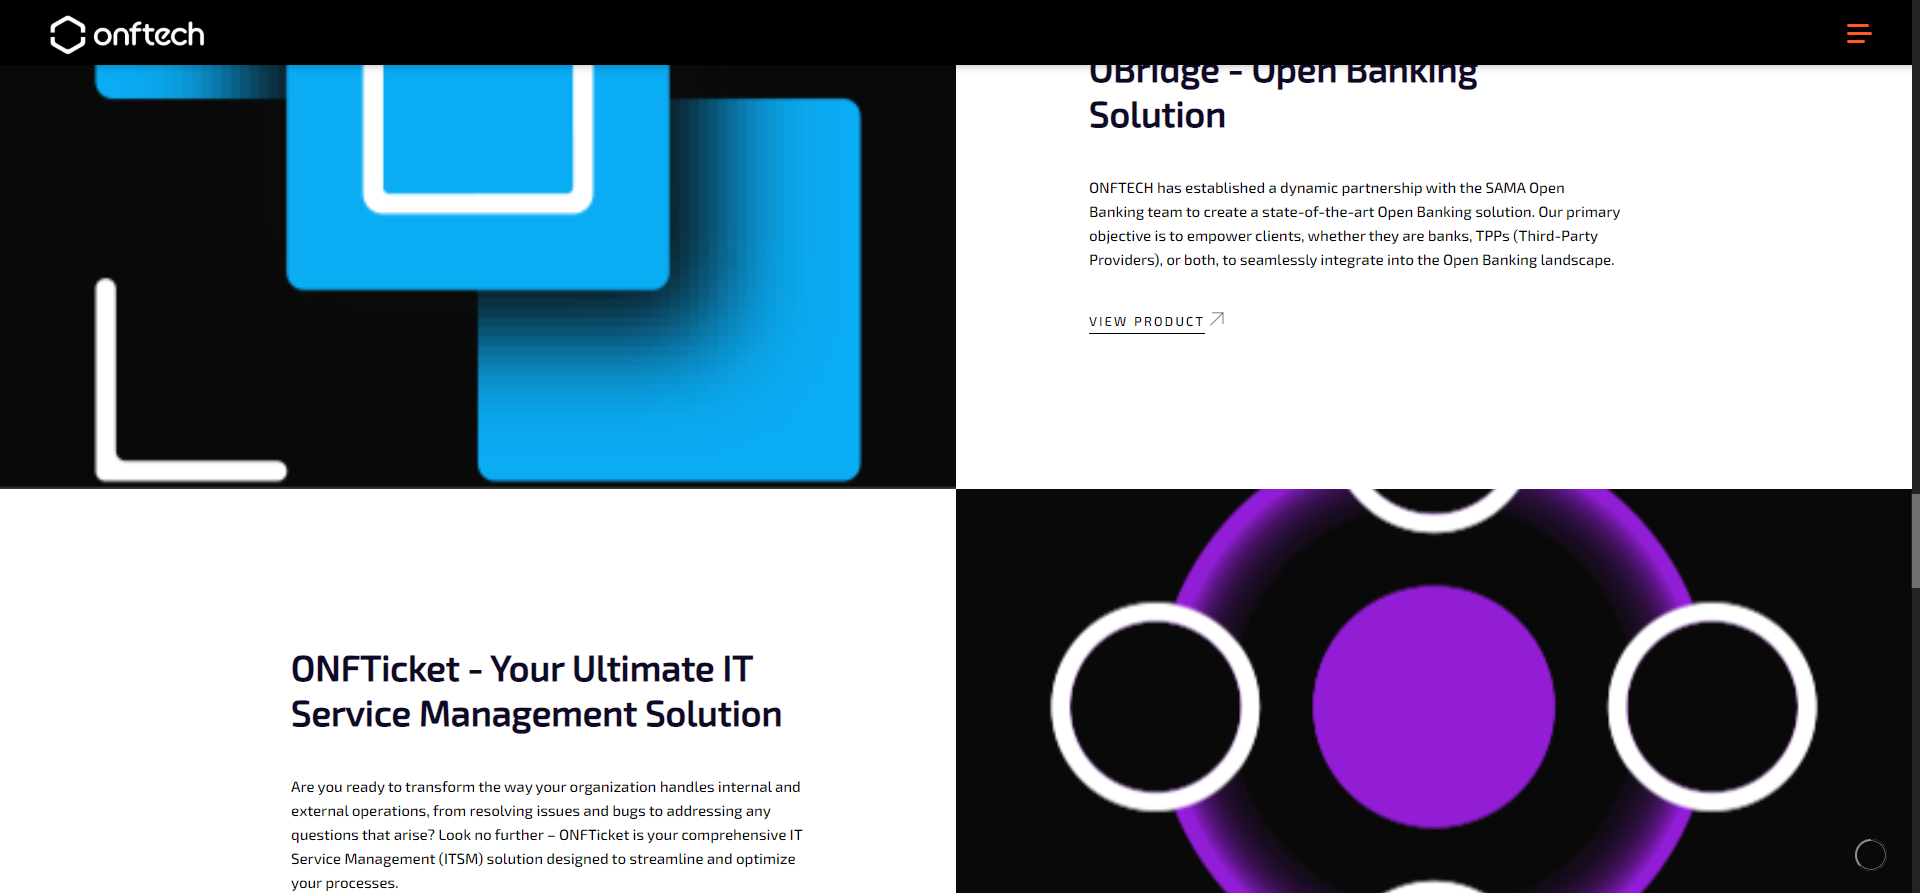 onftech
OBridge - Open Banking
Solution
ONFTECH has established a dynamic partnership with the SAMA Open
Banking team to create a state-of-the-art Open Banking solution. Our primary
objective is to empower clients, whether they are banks, TPPs (Third-Party
Providers), or both, to seamlessly integrate into the Open Banking landscape.
VIEW PRODUCT
ONFTicket - Your Ultimate IT
Service Management Solution
Are you ready to transform the way your organization handles internal and
external operations, from resolving issues and bugs to addressing any
questions that arise? Look no further – ONFTicket is your comprehensive IT
Service Management (ITSM) solution designed to streamline and optimize
your processes.